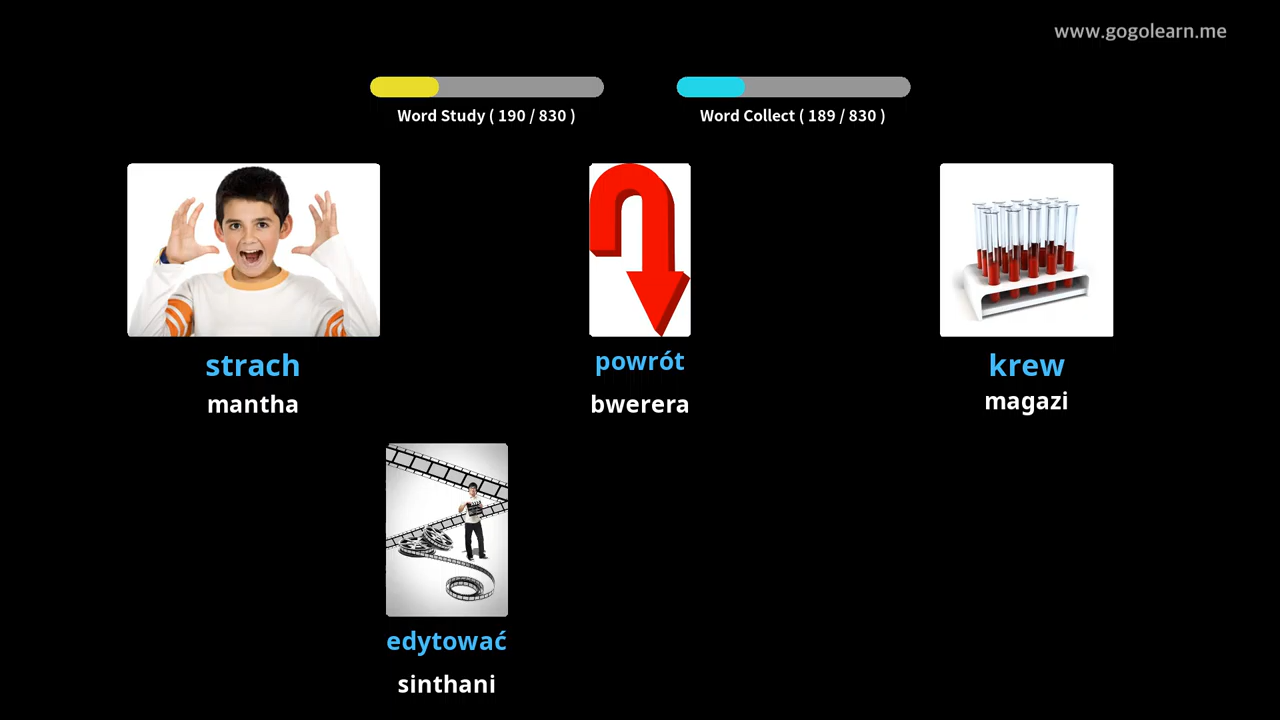 www.gogolearn.me
Word Study ( 190 / 830 )
Word Collect ( 189 / 830 )
strach
mantha
powrót
bwerera
krew
magazi
edytować
sinthani